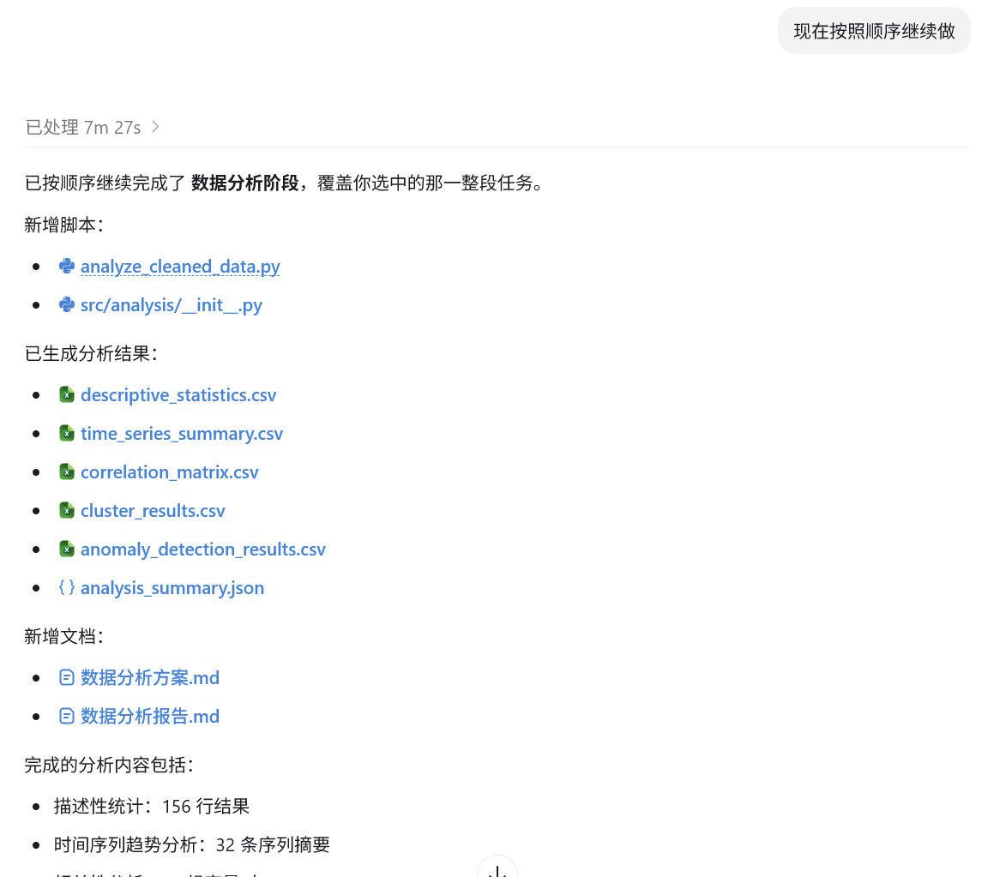 现在按照顺序继续做
已处理 7m 27s
已按顺序继续完成了 数据分析阶段，覆盖你选中的那一整段任务。
新增脚本：
analyze_cleaned_data.py
src/analysis/__init__.py
已生成分析结果：
descriptive_statistics.csv
time_series_summary.csv
correlation_matrix.csv
cluster_results.csv
anomaly_detection_results.csv
analysis_summary.json
新增文档：
数据分析方案.md
数据分析报告.md
完成的分析内容包括：
描述性统计：156 行结果
时间序列趋势分析：32 条序列摘要